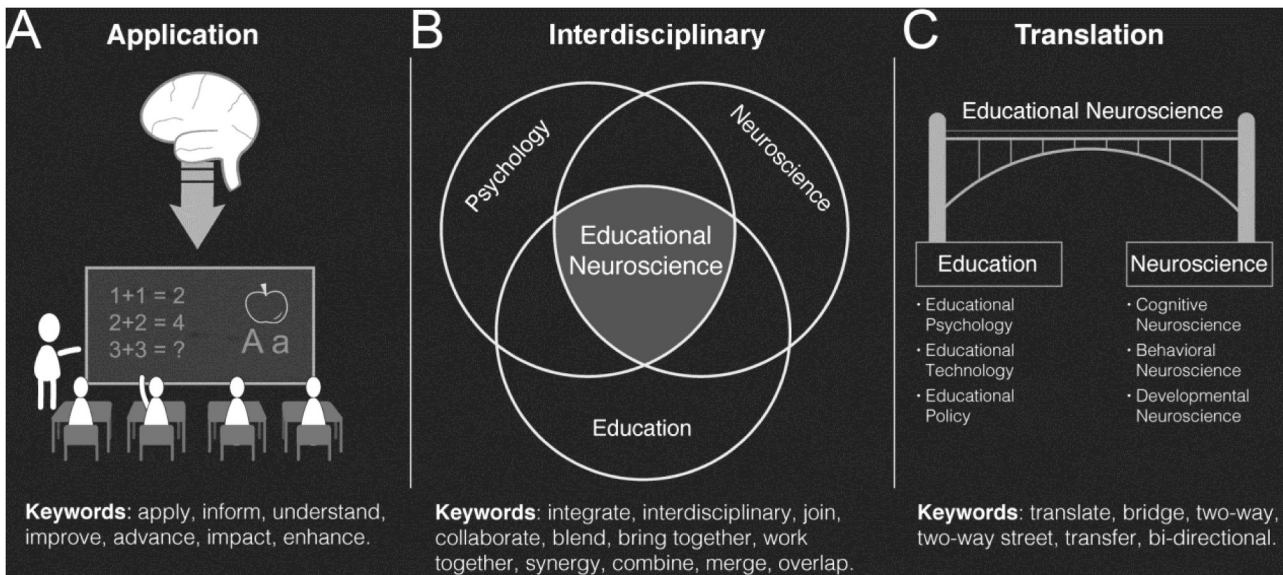 A
Application
1+1 = 2
2+2 = 4
3+3 = ?
A a
Keywords: apply, inform, understand,
improve, advance, impact, enhance.
B
Interdisciplinary
Psychology
Neuroscience
Educational
Neuroscience
Education
Keywords: integrate, interdisciplinary, join,
collaborate, blend, bring together, work
together, synergy, combine, merge, overlap.
C
Translation
Educational Neuroscience
Education
• Educational
Psychology
• Educational
Technology
• Educational
Policy
Neuroscience
• Cognitive
Neuroscience
• Behavioral
Neuroscience
• Developmental
Neuroscience
Keywords: translate, bridge, two-way,
two-way street, transfer, bi-directional.